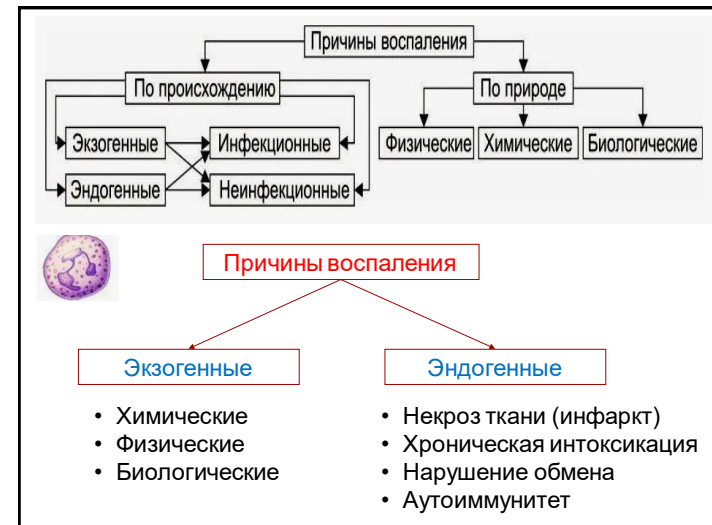 Причины воспаления
По происхождению
По природе
Экзогенные
Инфекционные
Физические
Химические
Биологические
Эндогенные
Неинфекционные
Причины воспаления
Экзогенные
Эндогенные
• Химические
• Физические
• Биологические
• Некроз ткани (инфаркт)
• Хроническая интоксикация
• Нарушение обмена
• Аутоиммунитет